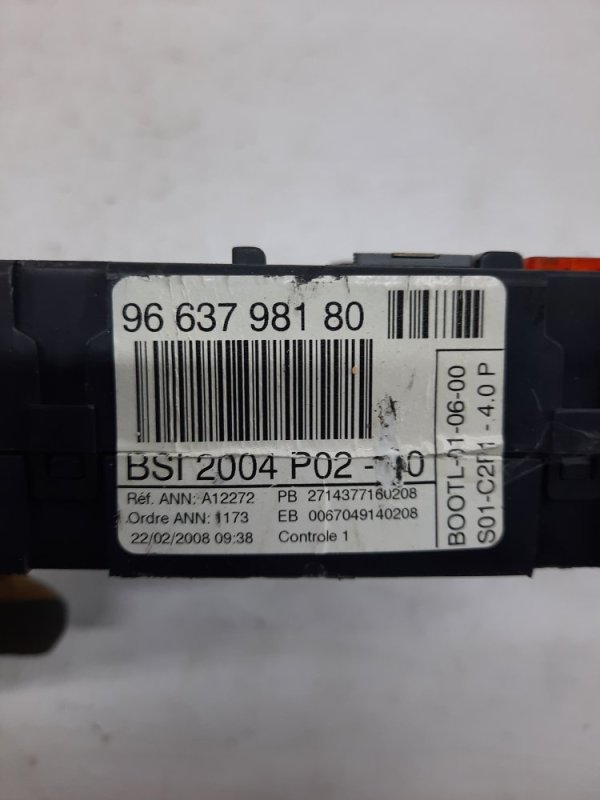 96 637 981 80
BSI 2004 P02 -
Réf. ANN: A12272 PB 2714377160208
Ordre ANN: 1173 EB 0067049140208
22/02/2008 09:38 Controle 1
BOOTL-01-06-00
4.0 P